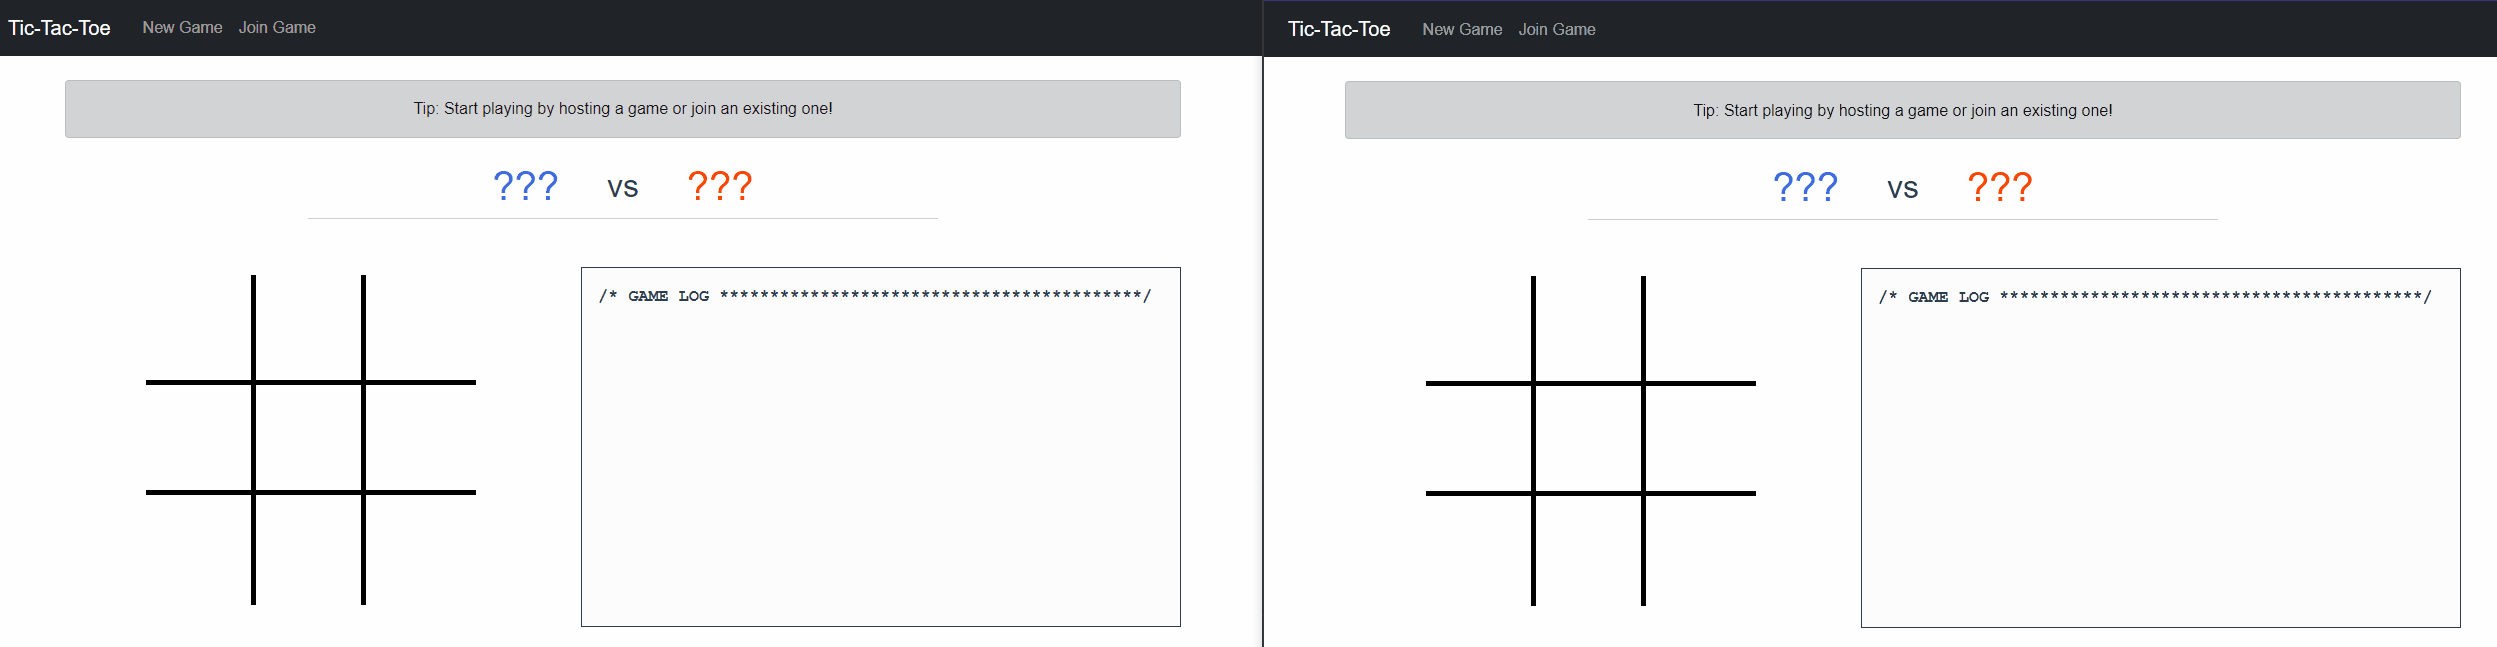 Tic-Tac-Toe New Game Join Game
Tip: Start playing by hosting a game or join an existing one!
??? vs ???
/* GAME LOG ******************************************/
Tic-Tac-Toe New Game Join Game
Tip: Start playing by hosting a game or join an existing one!
??? vs ???
/* GAME LOG ******************************************/